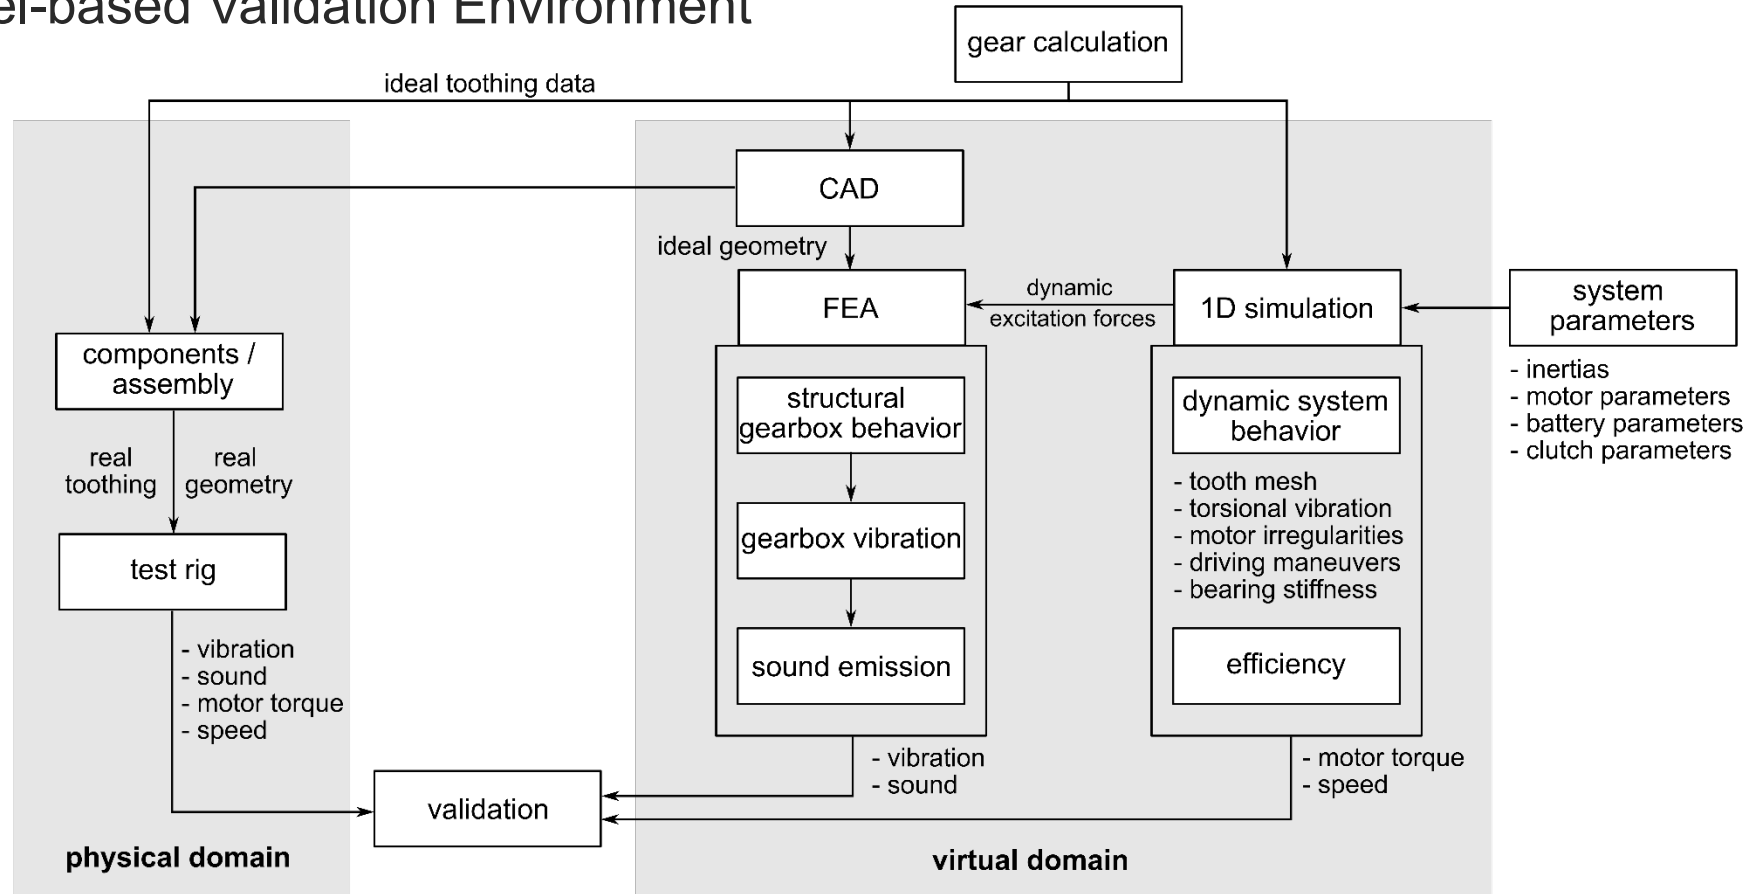 Validation Environment
gear calculation
ideal toothing data
CAD
ideal geometry
FEA
dynamic
excitation forces
1D simulation
system
parameters
- inertias
- motor parameters
- battery parameters
- clutch parameters
components /
assembly
real
toothing
real
geometry
test rig
- vibration
- sound
- motor torque
- speed
structural
gearbox behavior
gearbox vibration
sound emission
dynamic system
behavior
- tooth mesh
- torsional vibration
- motor irregularities
- driving maneuvers
- bearing stiffness
efficiency
- vibration
- sound
- motor torque
- speed
validation
physical domain
virtual domain